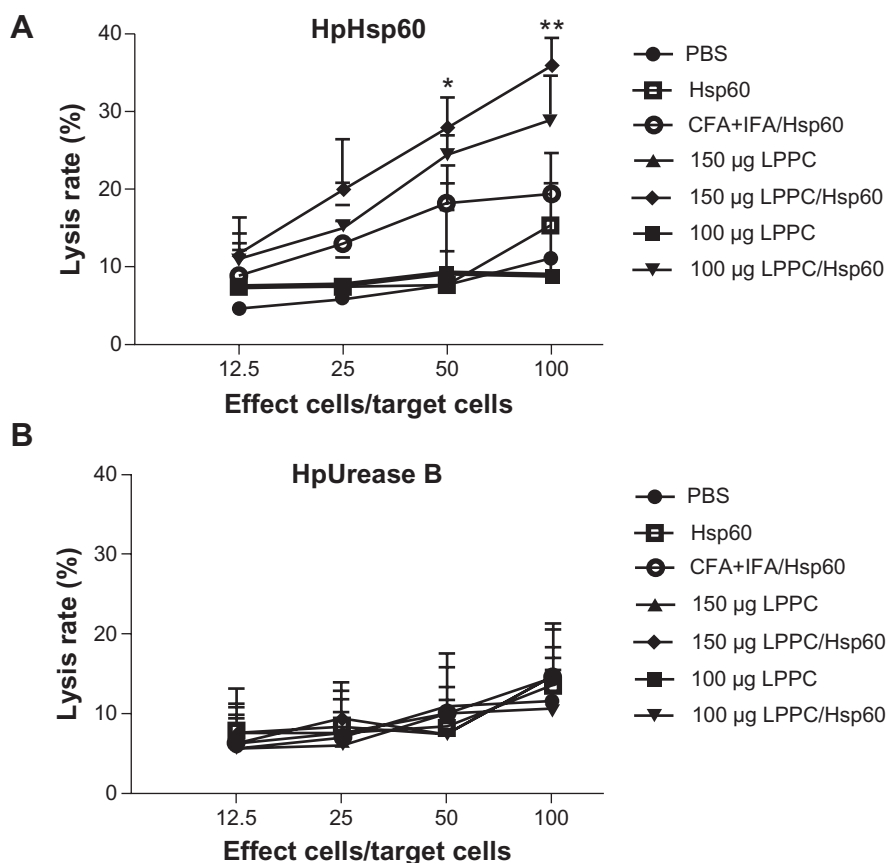 A
HpHsp60
40
30
20
10
0
Lysis rate (%)
*
**
12.5 25 50 100
Effect cells/target cells
PBS
Hsp60
CFA+IFA/Hsp60
150 µg LPPC
150 µg LPPC/Hsp60
100 µg LPPC
100 µg LPPC/Hsp60
B
HpUrease B
40
30
20
10
0
Lysis rate (%)
12.5 25 50 100
Effect cells/target cells
PBS
Hsp60
CFA+IFA/Hsp60
150 µg LPPC
150 µg LPPC/Hsp60
100 µg LPPC
100 µg LPPC/Hsp60